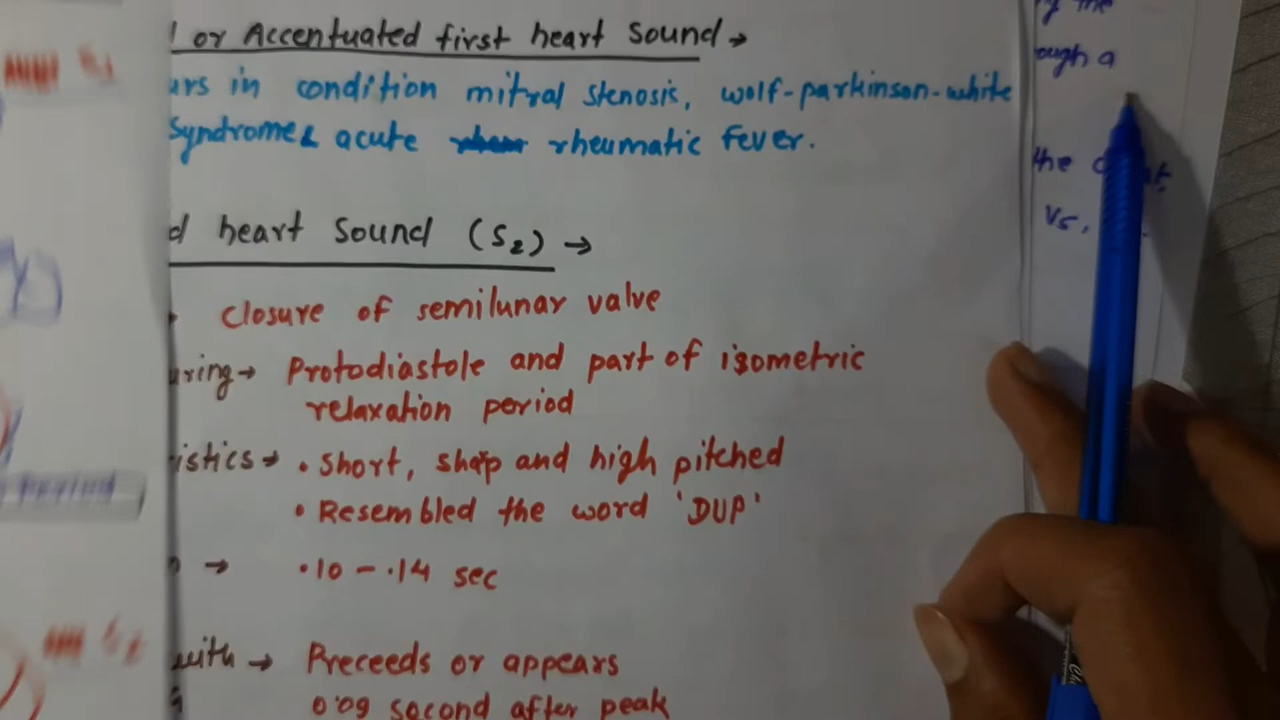 or Accentuated first heart sound →
urs in condition mitral stenosis, wolf-parkinson-white
Syndrome & acute rheumatic fever.
d heart sound (S₂) →
closure of semilunar valve
uring → Protodiastole and part of isometric
relaxation period
istics → • short, sharp and high pitched
• Resembled the word 'DUP'
→ .10 - .14 sec
with → Preceeds or appears
0.09 second after peak
Period
y the
ough a
the